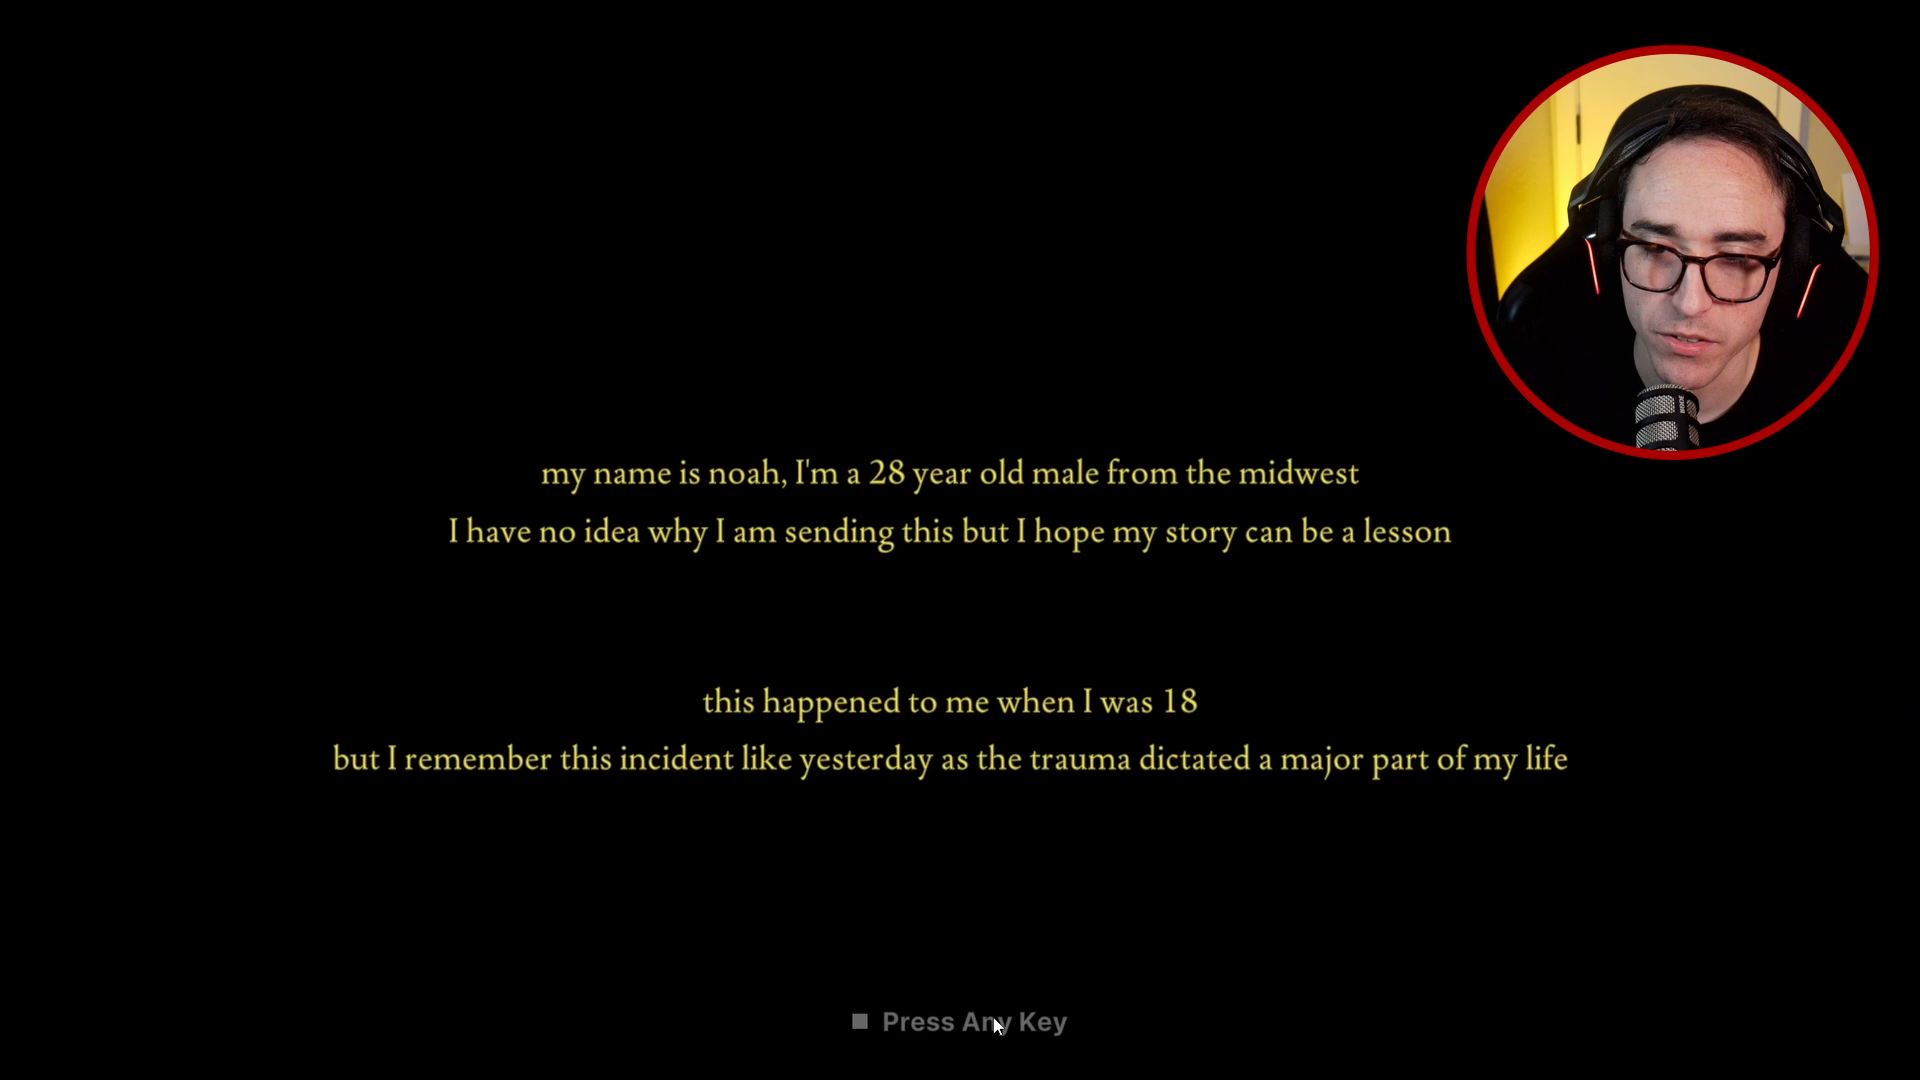 my name is noah, I'm a 28 year old male from the midwest
I have no idea why I am sending this but I hope my story can be a lesson
this happened to me when I was 18
but I remember this incident like yesterday as the trauma dictated a major part of my life
Press Any Key